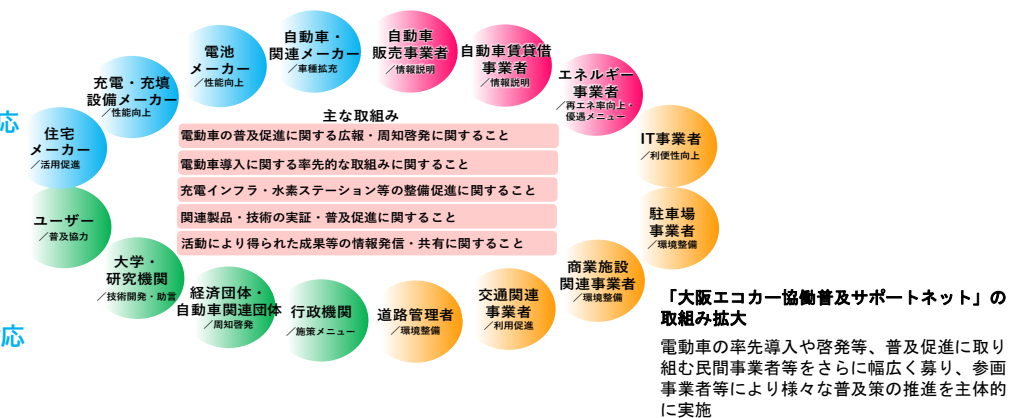 電池
メーカー
／性能向上
自動車・
関連メーカー
／車種拡充
自動車
販売事業者
／情報説明
自動車賃貸借
事業者
／情報説明
充電・充填
設備メーカー
／性能向上
エネルギー
事業者
／再エネ率向上・
優遇メニュー
応
住宅
メーカー
／活用促進
IT事業者
／利便性向上
主な取組み
電動車の普及促進に関する広報・周知啓発に関すること
電動車導入に関する率先的な取組みに関すること
充電インフラ・水素ステーション等の整備促進に関すること
関連製品・技術の実証・普及促進に関すること
活動により得られた成果等の情報発信・共有に関すること
ユーザー
／普及協力
駐車場
事業者
／環境整備
大学・
研究機関
／技術開発・助言
経済団体・
自動車関連団体
／周知啓発
行政機関
／施策メニュー
道路管理者
／環境整備
交通関連
事業者
／利用促進
商業施設
関連事業者
／環境整備
応
「大阪エコカー協働普及サポートネット」の
取組み拡大
電動車の率先導入や啓発等、普及促進に取り
組む民間事業者等をさらに幅広く募り、参画
事業者等により様々な普及策の推進を主体的
に実施